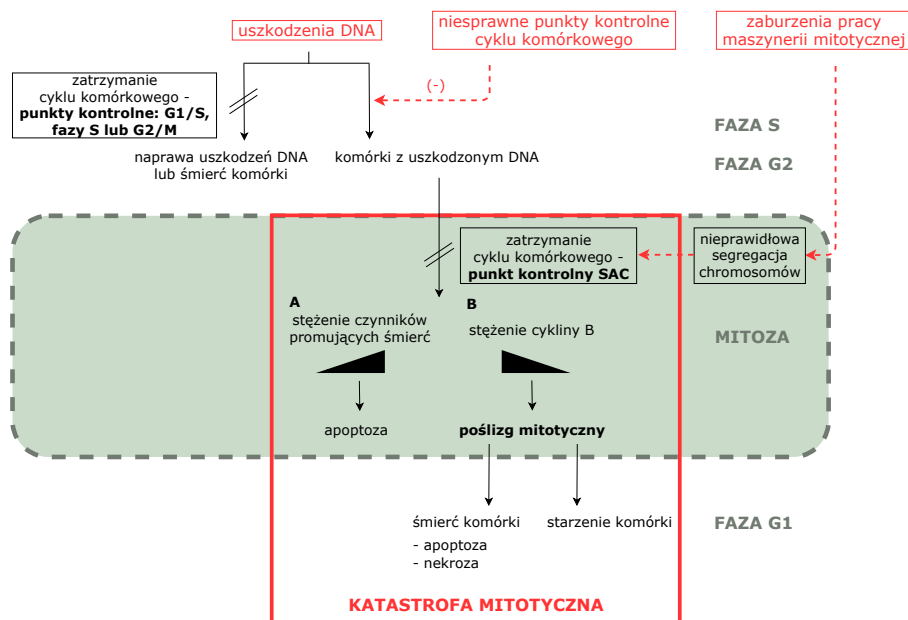 uszkodzenia DNA
niesprawne punkty kontrolne
cyklu komórkowego
zaburzenia pracy
maszynerii mitotycznej
(-)
zatrzymanie
cyklu komórkowego -
punkty kontrolne: G1/S,
fazy S lub G2/M
FAZA S
naprawa uszkodzeń DNA
lub śmierć komórki
komórki z uszkodzonym DNA
FAZA G2
zatrzymanie
cyklu komórkowego -
punkt kontrolny SAC
nieprawidłowa
segregacja
chromosomów
A
stężenie czynników
promujących śmierć
B
stężenie cykliny B
MITOZA
apoptoza
poślizg mitotyczny
śmierć komórki
- apoptoza
- nekroza
starzenie komórki
FAZA G1
KATASTROFA MITOTYCZNA